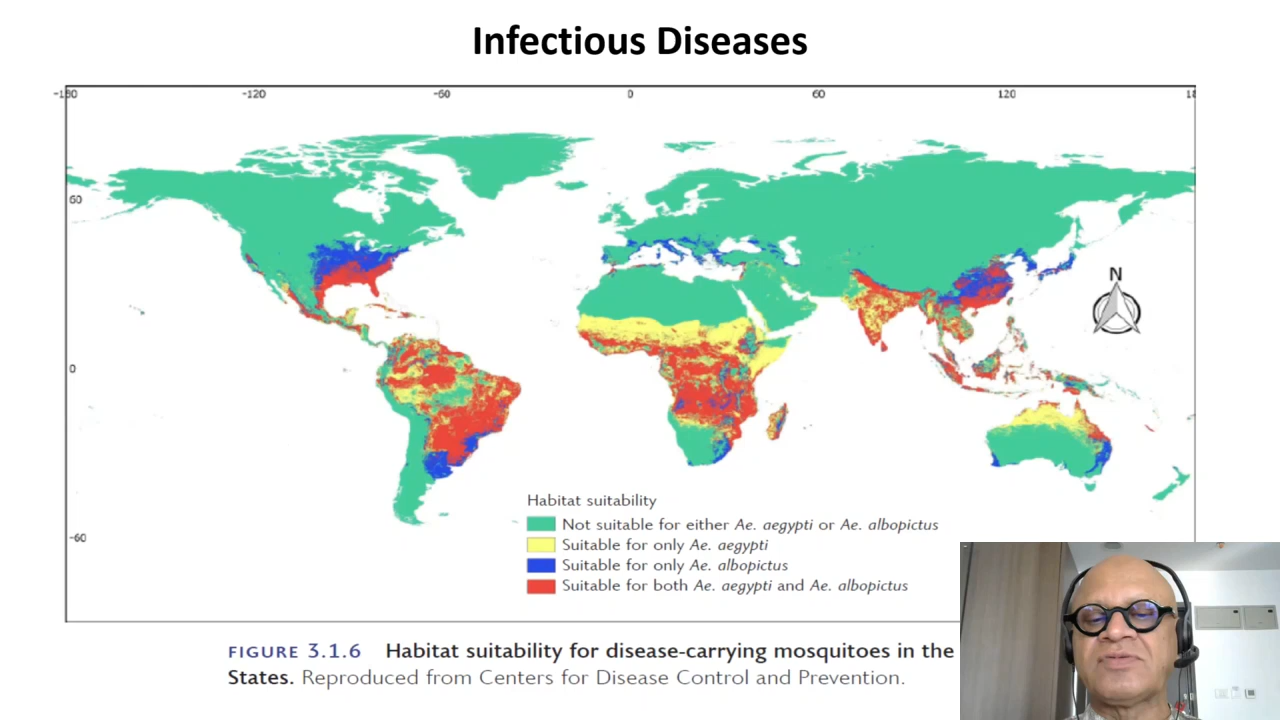 Infectious Diseases
-180 -120 -60 0 60 120 18
60
N
0
-60
Habitat suitability
Not suitable for either Ae. aegypti or Ae. albopictus
Suitable for only Ae. aegypti
Suitable for only Ae. albopictus
Suitable for both Ae. aegypti and Ae. albopictus
FIGURE 3.1.6 Habitat suitability for disease-carrying mosquitoes in the
States. Reproduced from Centers for Disease Control and Prevention.